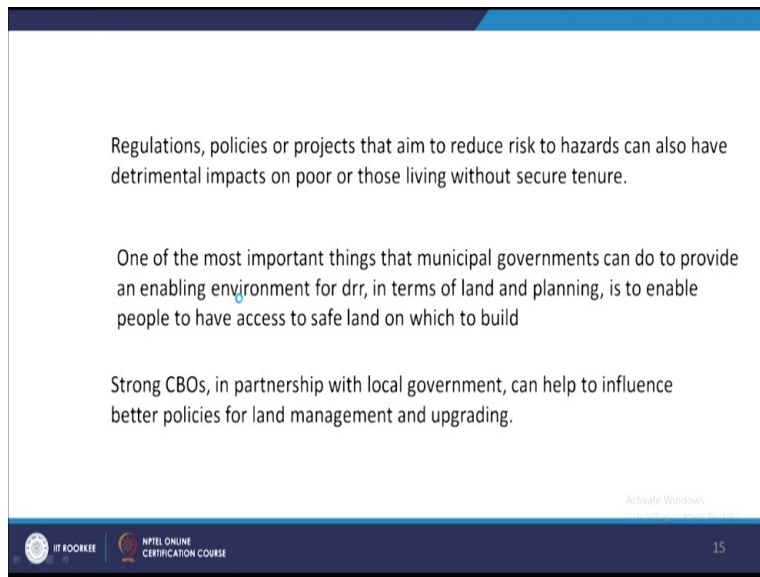 Regulations, policies or projects that aim to reduce risk to hazards can also have
detrimental impacts on poor or those living without secure tenure.
One of the most important things that municipal governments can do to provide
an enabling environment for drr, in terms of land and planning, is to enable
people to have access to safe land on which to build
Strong CBOs, in partnership with local government, can help to influence
better policies for land management and upgrading.
Activate Windows
IIT ROORKEE
NPTEL ONLINE
CERTIFICATION COURSE
15